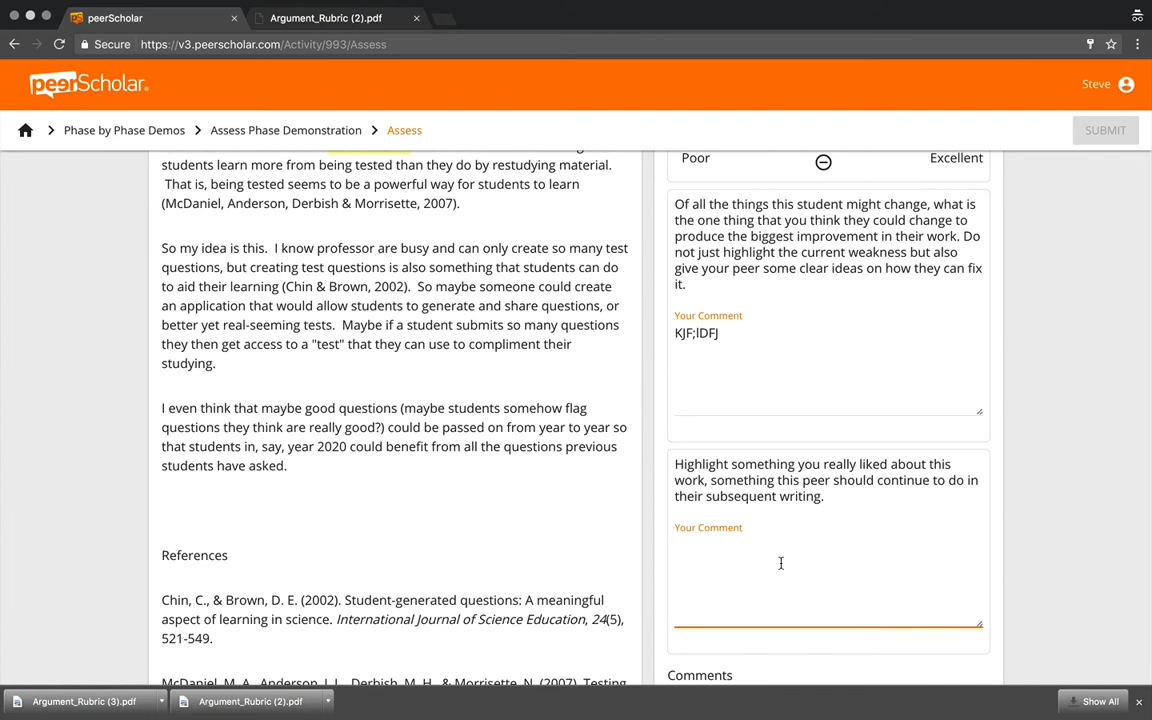 peerScholar
Argument_Rubric (2).pdf
Secure
https://v3.peerscholar.com/Activity/993/Assess
peerScholar
Steve
Phase by Phase Demos
Assess Phase Demonstration
Assess
SUBMIT
students learn more from being tested than they do by restudying material.
That is, being tested seems to be a powerful way for students to learn
(McDaniel, Anderson, Derbish & Morrisette, 2007).
So my idea is this. I know professor are busy and can only create so many test
questions, but creating test questions is also something that students can do
to aid their learning (Chin & Brown, 2002). So maybe someone could create
an application that would allow students to generate and share questions, or
better yet real-seeming tests. Maybe if a student submits so many questions
they then get access to a "test" that they can use to compliment their
studying.
I even think that maybe good questions (maybe students somehow flag
questions they think are really good?) could be passed on from year to year so
that students in, say, year 2020 could benefit from all the questions previous
students have asked.
References
Chin, C., & Brown, D. E. (2002). Student-generated questions: A meaningful
aspect of learning in science. International Journal of Science Education, 24(5),
521-549.
McDaniel, M. A., Anderson, J. L., Derbish, M. H., & Morrisette, N. (2007). Testing
Poor
Excellent
Of all the things this student might change, what is
the one thing that you think they could change to
produce the biggest improvement in their work. Do
not just highlight the current weakness but also
give your peer some clear ideas on how they can fix
it.
Your Comment
KJF;lDFJ
Highlight something you really liked about this
work, something this peer should continue to do in
their subsequent writing.
Your Comment
Comments
Argument_Rubric (3).pdf
Argument_Rubric (2).pdf
Show All